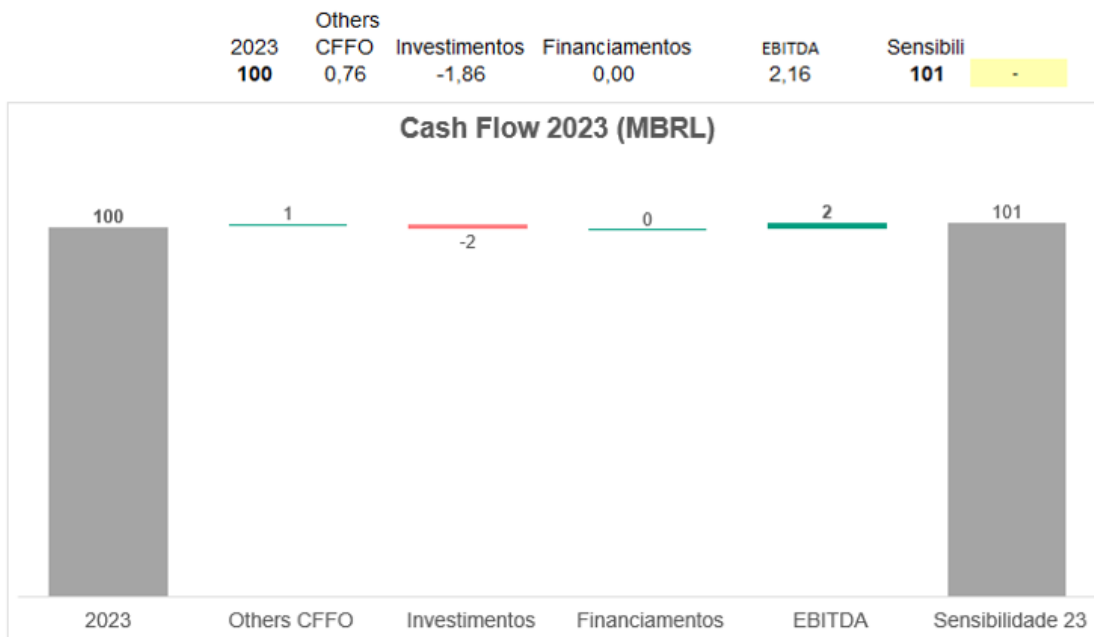 Others
2023 CFFO Investimentos Financiamentos EBITDA Sensibili
100 0,76 -1,86 0,00 2,16 101 -
Cash Flow 2023 (MBRL)
100 1 -2 0 2 101
2023 Others CFFO Investimentos Financiamentos EBITDA Sensibilidade 23